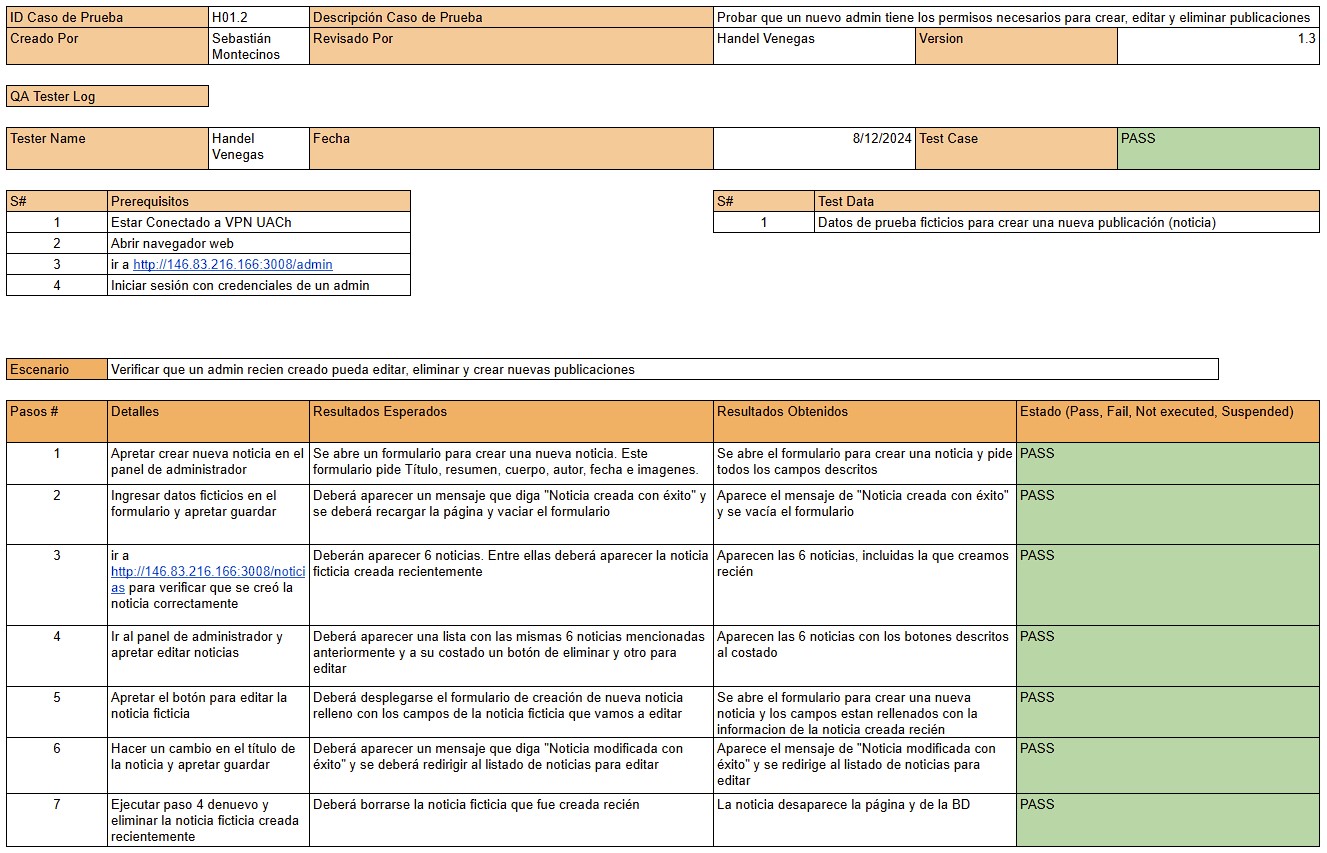 ID Caso de Prueba
H01.2
Descripción Caso de Prueba
Probar que un nuevo admin tiene los permisos necesarios para crear, editar y eliminar publicaciones
Creado Por
Sebastián
Montecinos
Revisado Por
Handel Venegas
Version
1.3
QA Tester Log
Tester Name
Handel
Venegas
Fecha
8/12/2024
Test Case
PASS
S#
Prerequisitos
1
Estar Conectado a VPN UACh
2
Abrir navegador web
3
ir a http://146.83.216.166:3008/admin
4
Iniciar sesión con credenciales de un admin
S#
Test Data
1
Datos de prueba ficticios para crear una nueva publicación (noticia)
Escenario
Verificar que un admin recien creado pueda editar, eliminar y crear nuevas publicaciones
Pasos #
Detalles
Resultados Esperados
Resultados Obtenidos
Estado (Pass, Fail, Not executed, Suspended)
1
Apretar crear nueva noticia en el
panel de administrador
Se abre un formulario para crear una nueva noticia. Este
formulario pide Título, resumen, cuerpo, autor, fecha e imagenes.
Se abre el formulario para crear una noticia y pide
todos los campos descritos
PASS
2
Ingresar datos ficticios en el
formulario y apretar guardar
Deberá aparecer un mensaje que diga "Noticia creada con éxito" y
se deberá recargar la página y vaciar el formulario
Aparece el mensaje de "Noticia creada con éxito"
y se vacía el formulario
PASS
3
ir a
http://146.83.216.166:3008/notici
as para verificar que se creó la
noticia correctamente
Deberán aparecer 6 noticias. Entre ellas deberá aparecer la noticia
ficticia creada recientemente
Aparecen las 6 noticias, incluidas la que creamos
recién
PASS
4
Ir al panel de administrador y
apretar editar noticias
Deberá aparecer una lista con las mismas 6 noticias mencionadas
anteriormente y a su costado un botón de eliminar y otro para
editar
Aparecen las 6 noticias con los botones descritos
al costado
PASS
5
Apretar el botón para editar la
noticia ficticia
Deberá desplegarse el formulario de creación de nueva noticia
relleno con los campos de la noticia ficticia que vamos a editar
Se abre el formulario para crear una nueva
noticia y los campos estan rellenados con la
informacion de la noticia creada recién
PASS
6
Hacer un cambio en el título de
la noticia y apretar guardar
Deberá aparecer un mensaje que diga "Noticia modificada con
éxito" y se deberá redirigir al listado de noticias para editar
Aparece el mensaje de "Noticia modificada con
éxito" y se redirige al listado de noticias para
editar
PASS
7
Ejecutar paso 4 denuevo y
eliminar la noticia ficticia creada
recientemente
Deberá borrarse la noticia ficticia que fue creada recién
La noticia desaparece la página y de la BD
PASS